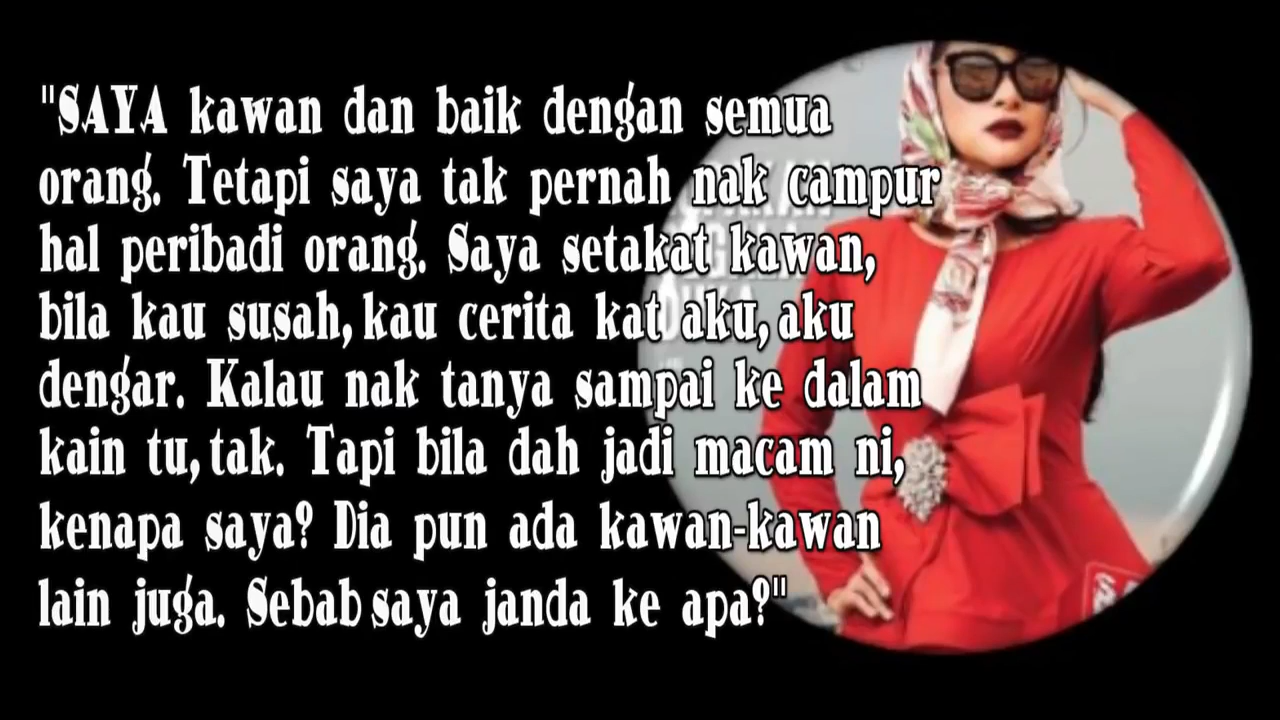 "SAYA kawan dan baik dengan semua
orang. Tetapi saya tak pernah nak campur
hal peribadi orang. Saya setakat kawan,
bila kau susah, kau cerita kat aku, aku
dengar. Kalau nak tanya sampai ke dalam
kain tu, tak. Tapi bila dah jadi macam ni,
kenapa saya? Dia pun ada kawan-kawan
lain juga. Sebab saya janda ke apa?"